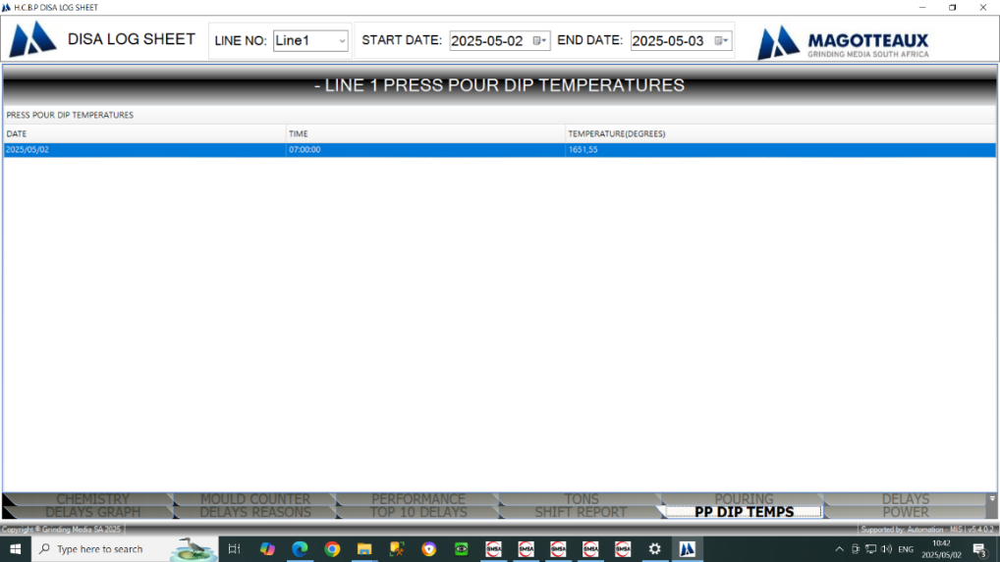 H.C.B.P DISA LOG SHEET
DISA LOG SHEET LINE NO: Line1 START DATE: 2025-05-02 END DATE: 2025-05-03 MAGOTTEAUX
GRINDING MEDIA SOUTH AFRICA
- LINE 1 PRESS POUR DIP TEMPERATURES
PRESS POUR DIP TEMPERATURES
DATE TIME TEMPERATURE(DEGREES)
2025/05/02 07:00:00 1651,55
CHEMISTRY MOULD COUNTER PERFORMANCE TONS POURING DELAYS
DELAYS GRAPH DELAYS REASONS TOP 10 DELAYS SHIFT REPORT PP DIP TEMPS POWER
Copyright © Grinding Media SA 2025 Supported by: Automation - MIS | v5.4.0.2
Type here to search GMSA GMSA GMSA GMSA GMSA ENG 10:42
2025/05/02 3